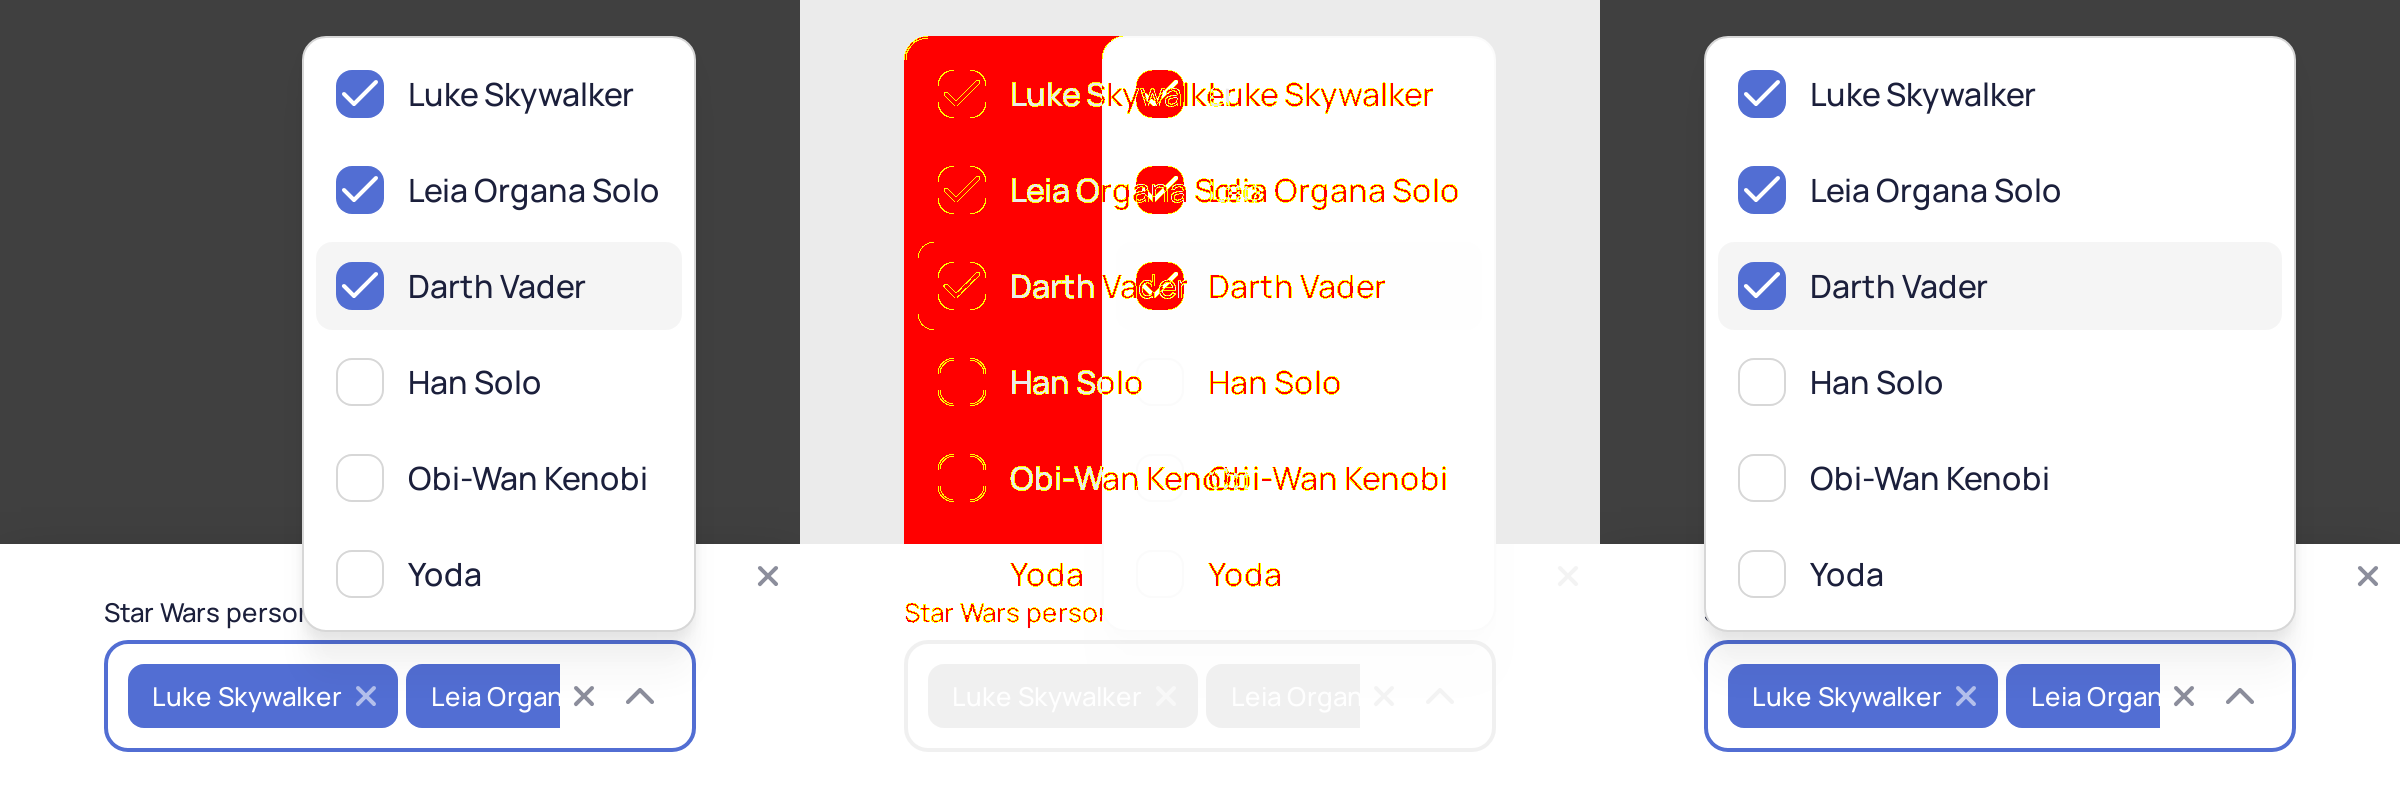 Luke Skywalker
Leia Organa Solo
Darth Vader
Han Solo
Obi-Wan Kenobi
Yoda
Star Wars person
Luke Skywalker
Leia Organ
Luke Skywalker
Leia Organa Solo
Darth Vader
Han Solo
Obi-Wan Kenobi
Yoda
Luke Skywalker
Leia Organa Solo
Darth Vader
Han Solo
Obi-Wan Kenobi
Yoda
Star Wars person
Luke Skywalker
Leia Organ
Luke Skywalker
Leia Organa Solo
Darth Vader
Han Solo
Obi-Wan Kenobi
Yoda
Luke Skywalker
Leia Organ